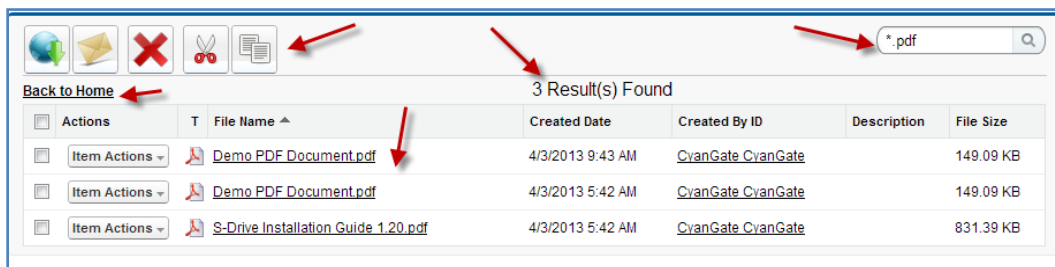 *.pdf
Back to Home
3 Result(s) Found
Actions T File Name Created Date Created By ID Description File Size
Item Actions Demo PDF Document.pdf 4/3/2013 9:43 AM CyanGate CyanGate 149.09 KB
Item Actions Demo PDF Document.pdf 4/3/2013 5:42 AM CyanGate CyanGate 149.09 KB
Item Actions S-Drive Installation Guide 1.20.pdf 4/3/2013 5:42 AM CyanGate CyanGate 831.39 KB